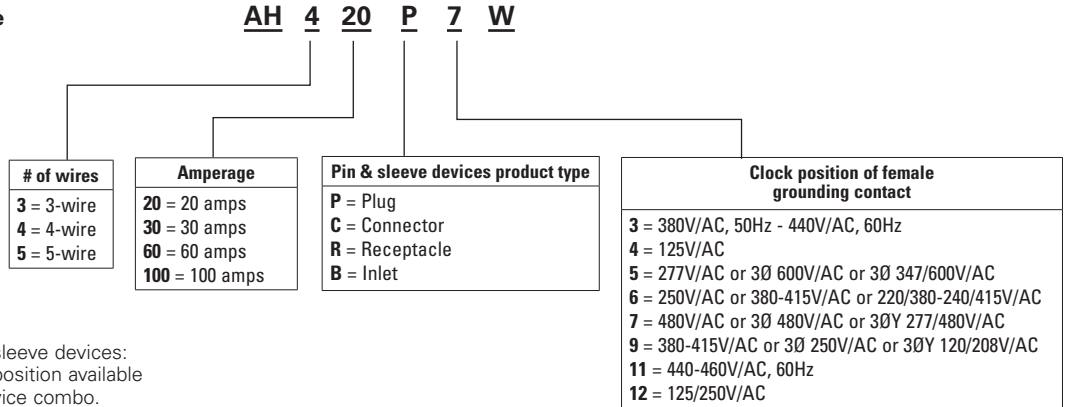 e
AH 4 20 P 7 W
# of wires
3 = 3-wire
4 = 4-wire
5 = 5-wire
Amperage
20 = 20 amps
30 = 30 amps
60 = 60 amps
100 = 100 amps
Pin & sleeve devices product type
P = Plug
C = Connector
R = Receptacle
B = Inlet
Clock position of female
grounding contact
3 = 380V/AC, 50Hz - 440V/AC, 60Hz
4 = 125V/AC
5 = 277V/AC or 3Ø 600V/AC or 3Ø 347/600V/AC
6 = 250V/AC or 380-415V/AC or 220/380-240/415V/AC
7 = 480V/AC or 3Ø 480V/AC or 3ØY 277/480V/AC
9 = 380-415V/AC or 3Ø 250V/AC or 3ØY 120/208V/AC
11 = 440-460V/AC, 60Hz
12 = 125/250V/AC
sleeve devices:
position available
vice combo.